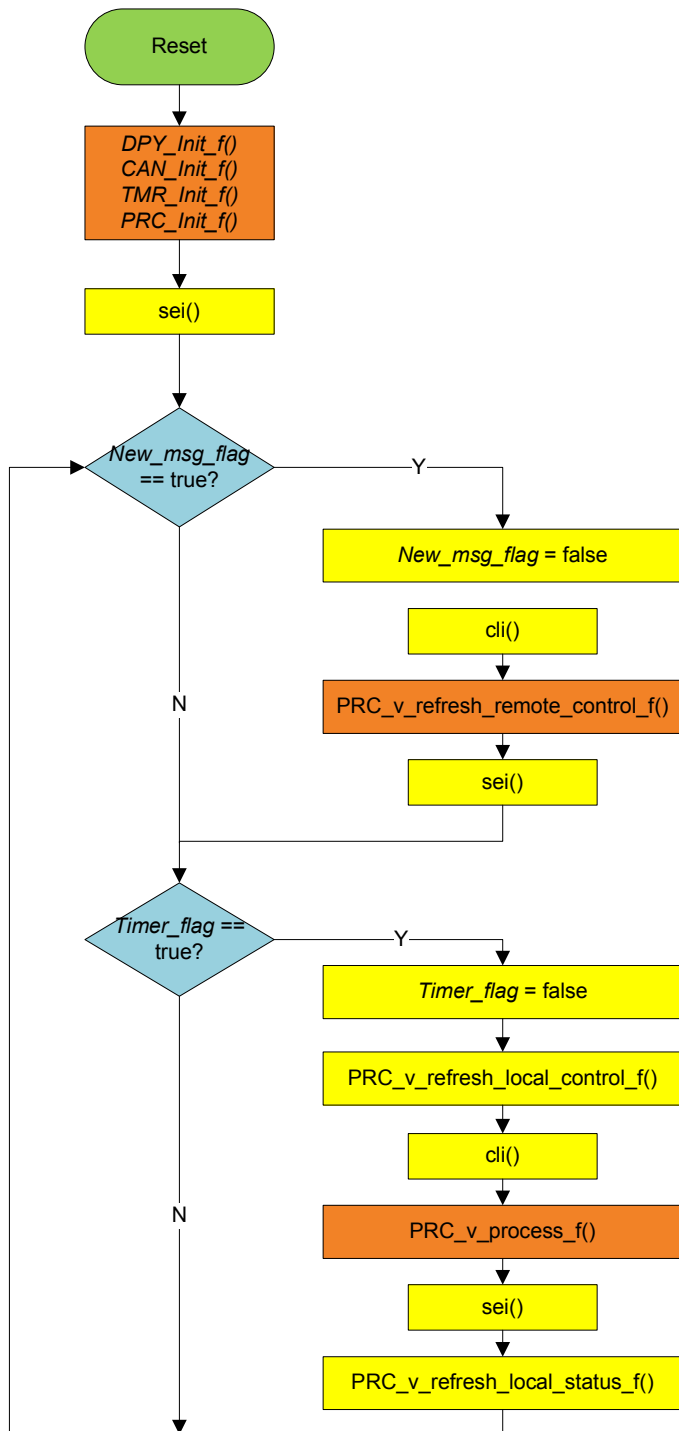 Reset
DPY_Init_f()
CAN_Init_f()
TMR_Init_f()
PRC_Init_f()
sei()
New_msg_flag
== true?
Y
New_msg_flag = false
cli()
PRC_v_refresh_remote_control_f()
N
sei()
Timer_flag ==
true?
Y
Timer_flag = false
PRC_v_refresh_local_control_f()
cli()
N
PRC_v_process_f()
sei()
PRC_v_refresh_local_status_f()